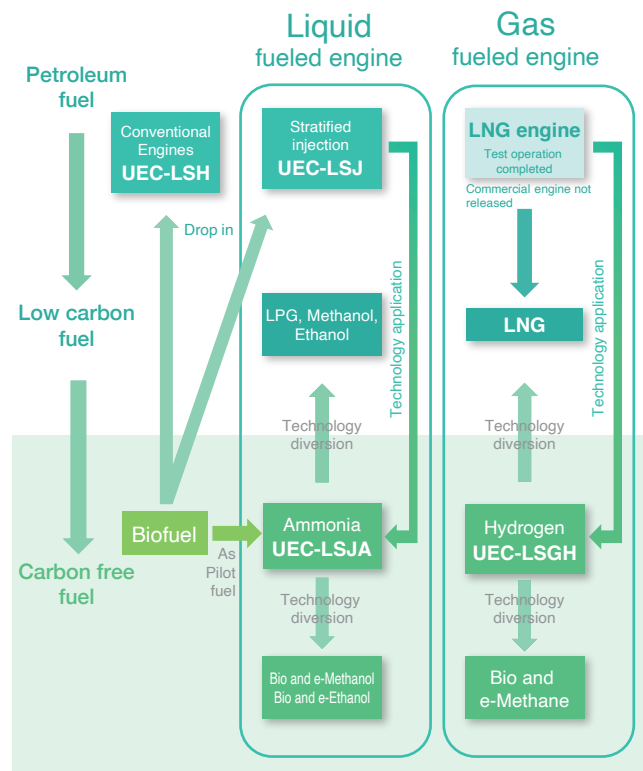 Liquid
fueled engine
Gas
fueled engine
Petroleum
fuel
Conventional
Engines
UEC-LSH
Stratified
injection
UEC-LSJ
LNG engine
Test operation
completed
Commercial engine not
released
Drop in
Technology application
Technology application
Low carbon
fuel
LPG, Methanol,
Ethanol
LNG
Technology
diversion
Technology
diversion
Biofuel
As
Pilot
fuel
Ammonia
UEC-LSJA
Hydrogen
UEC-LSGH
Carbon free
fuel
Technology
diversion
Technology
diversion
Bio and e-Methanol
Bio and e-Ethanol
Bio and
e-Methane